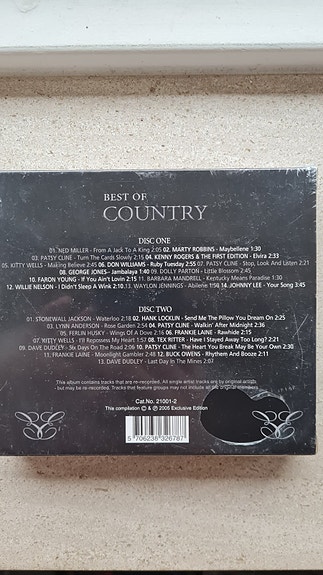 BEST OF
COUNTRY
DISC ONE
01. NED MILLER - From A Jack To A King 2:05 02. MARTY ROBBINS - Maybellene 1:30
03. PATSY CLINE - Turn The Cards Slowly 2:15 04. KENNY ROGERS & THE FIRST EDITION - Elvira 2:33
05. KITTY WELLS - Making Believe 2:45 06. DON WILLIAMS - Ruby Tuesday 2:55 07. PATSY CLINE - Stop, Look And Listen 2:21
08. GEORGE JONES - Jambalaya 1:40 09. DOLLY PARTON - Little Blossom 2:45
10. FARON YOUNG - If You Ain't Lovin 2:15 11. BARBARA MANDRELL - Kentucky Means Paradise 1:30
12. WILLIE NELSON - I Didn't Sleep A Wink 2:10 13. WAYLON JENNINGS - Abilene 1:50 14. JOHNNY LEE - Your Song 3:45
DISC TWO
01. STONEWALL JACKSON - Waterloo 2:18 02. HANK LOCKLIN - Send Me The Pillow You Dream On 2:25
03. LYNN ANDERSON - Rose Garden 2:54 04. PATSY CLINE - Walkin' After Midnight 2:36
05. FERLIN HUSKY - Wings Of A Dove 2:16 06. FRANKIE LAINE - Rawhide 2:15
07. KITTY WELLS - I'll Repossess My Heart 1:57 08. TEX RITTER - Have I Stayed Away Too Long? 2:21
09. DAVE DUDLEY - Six Days On The Road 2:06 10. PATSY CLINE - The Heart You Break May Be Your Own 2:30
11. FRANKIE LAINE - Moonlight Gambler 2:48 12. BUCK OWENS - Rhythem And Booze 2:11
13. DAVE DUDLEY - Last Day In The Mines 2:07
This album contains tracks that are re-recorded. All single artist tracks are by original artists
- but may be re-recorded. Tracks that feature groups may not include all the original members
Cat.No. 21001-2
This compilation © & ℗ 2005 Exclusive Edition
5 706238 326787